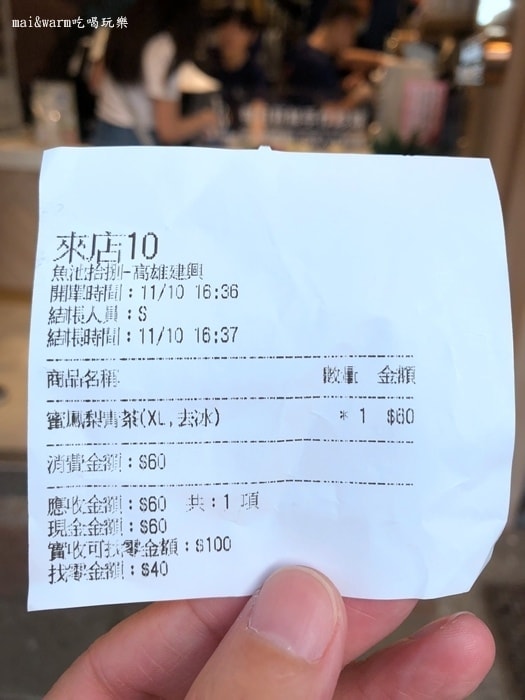 mai&warm吃喝玩樂
來店10
魚池拾捌-高雄建興
開單時間：11/10 16:36
結帳人員：S
結帳時間：11/10 16:37
商品名稱 數量 金額
蜜鳳梨青茶(XL,去冰) * 1 $60
消費金額：$60
應收金額：$60 共：1 項
現金金額：$60
實收可找零金額：$100
找零金額：$40